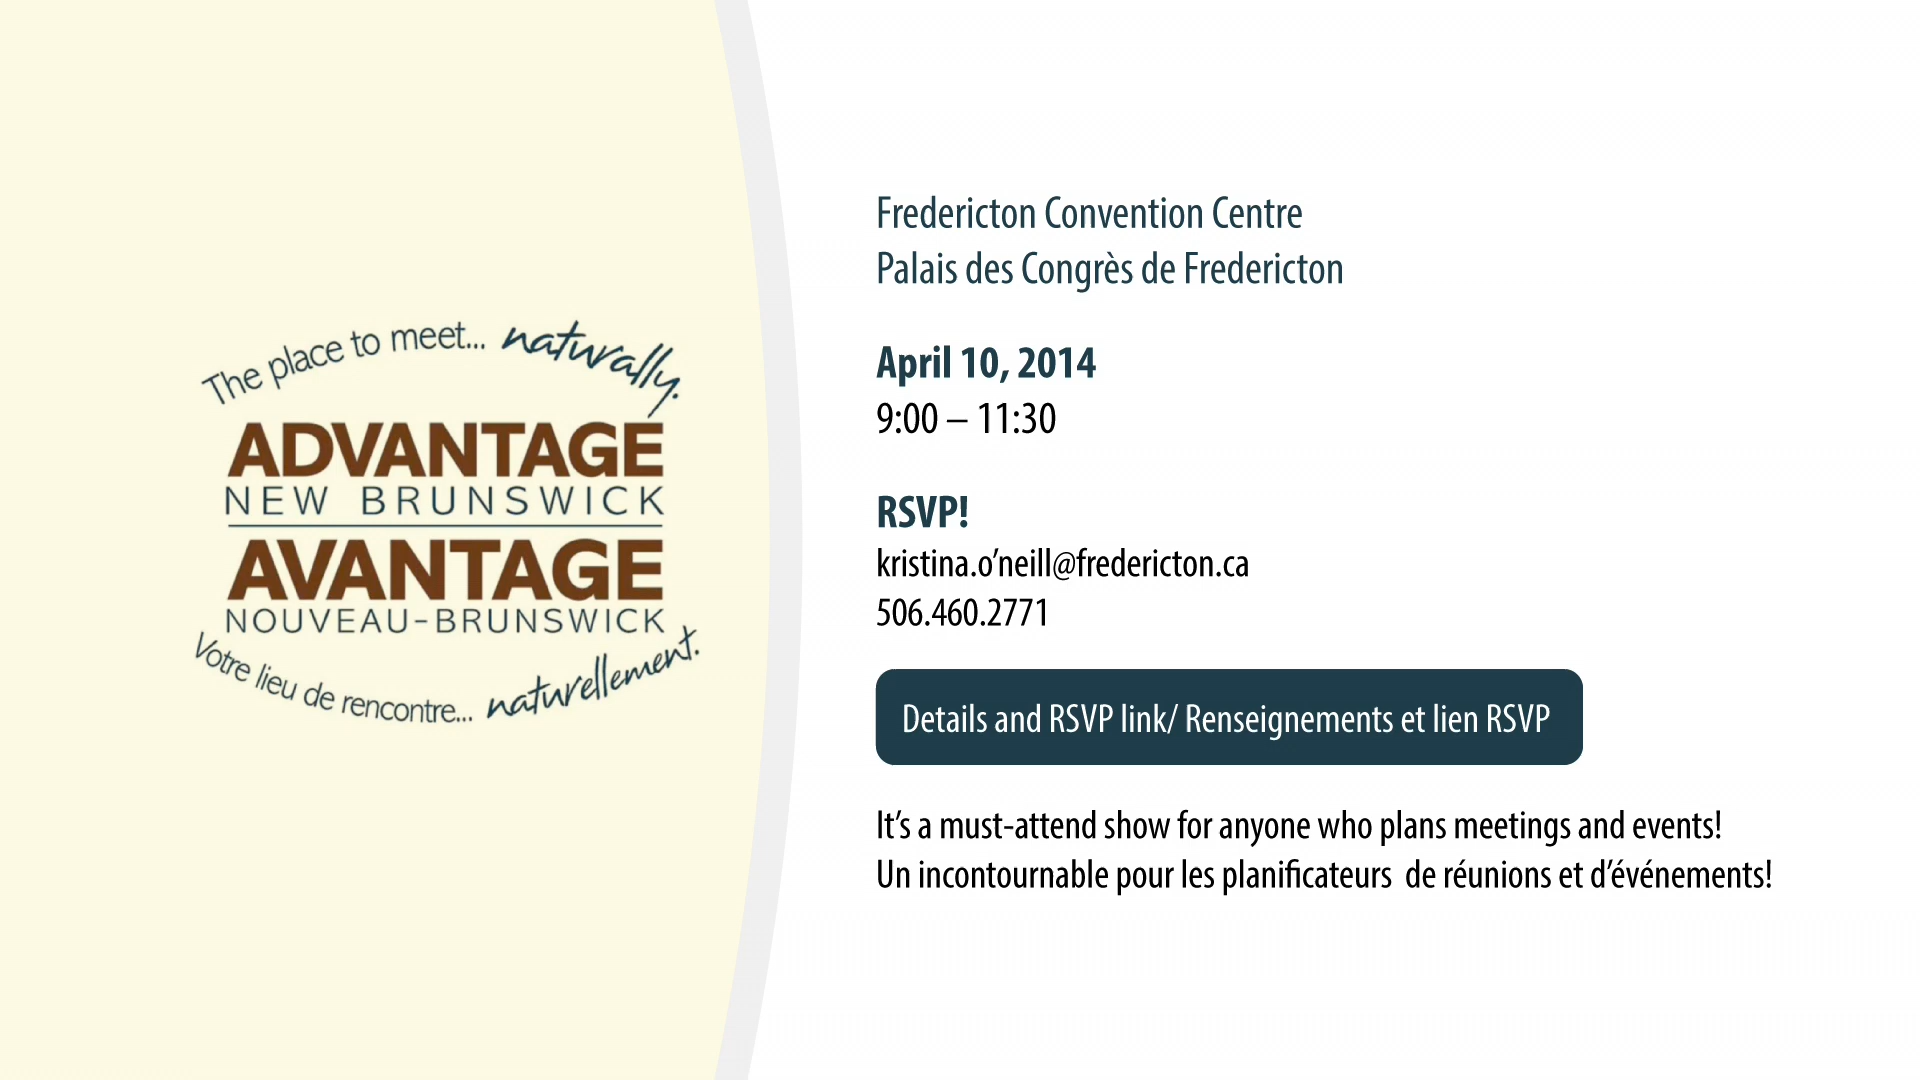 The place to meet... naturally.
ADVANTAGE
NEW BRUNSWICK
AVANTAGE
NOUVEAU-BRUNSWICK
Votre lieu de rencontre... naturellement.
Fredericton Convention Centre
Palais des Congrès de Fredericton
April 10, 2014
9:00 – 11:30
RSVP!
kristina.o’neill@fredericton.ca
506.460.2771
Details and RSVP link/ Renseignements et lien RSVP
It’s a must-attend show for anyone who plans meetings and events!
Un incontournable pour les planificateurs  de réunions et d’événements!